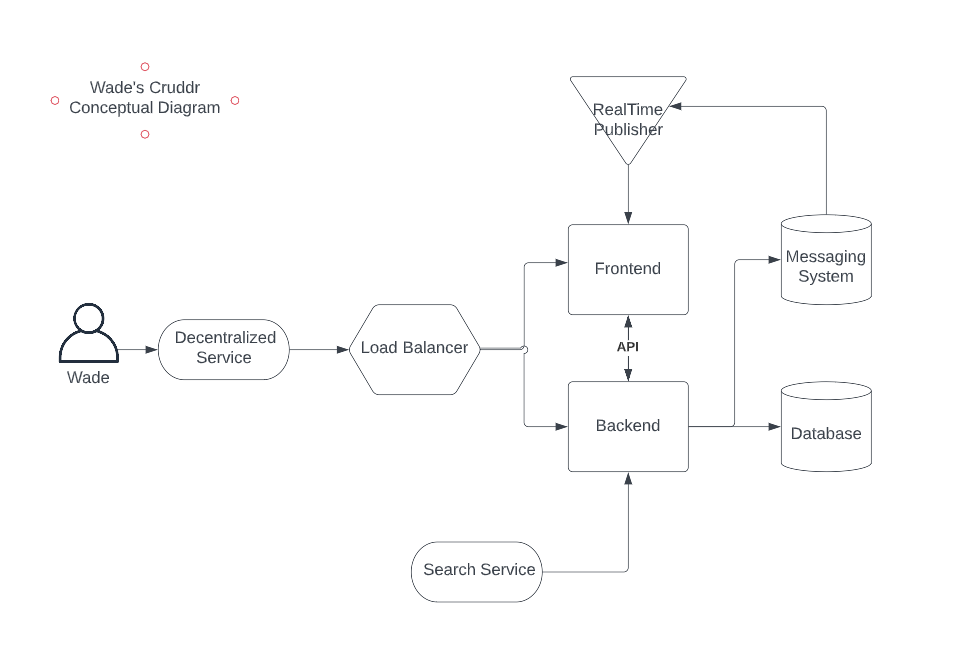 Wade's Cruddr
Conceptual Diagram
RealTime
Publisher
Messaging
System
Frontend
Decentralized
Service
Load Balancer
API
Wade
Backend
Database
Search Service